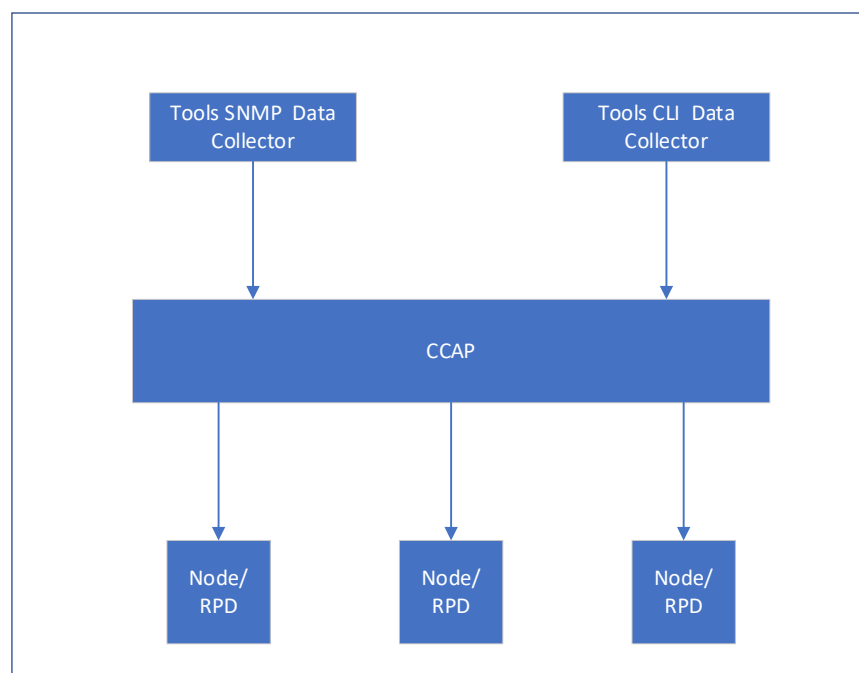 Tools SNMP Data
Collector
Tools CLI Data
Collector
CCAP
Node/
RPD
Node/
RPD
Node/
RPD